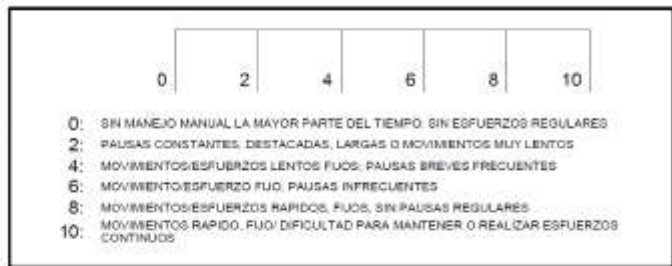 0 2 4 6 8 10
0: SIN MANEJO MANUAL LA MAYOR PARTE DEL TIEMPO: SIN ESFUERZOS REGULARES
2: PAUSAS CONSTANTES, DESTACADAS, LARGAS O MOVIMIENTOS MUY LENTOS
4: MOVIMIENTOS/ESFUERZOS LENTOS FIJOS; PAUSAS BREVES FRECUENTES
6: MOVIMIENTO/ESFUERZO FIJO, PAUSAS INFRECUENTES
8: MOVIMIENTOS/ESFUERZOS RAPIDOS, FIJOS, SIN PAUSAS REGULARES
10: MOVIMIENTOS RAPIDO, FIJO/ DIFICULTAD PARA MANTENER O REALIZAR ESFUERZOS
CONTINUOS